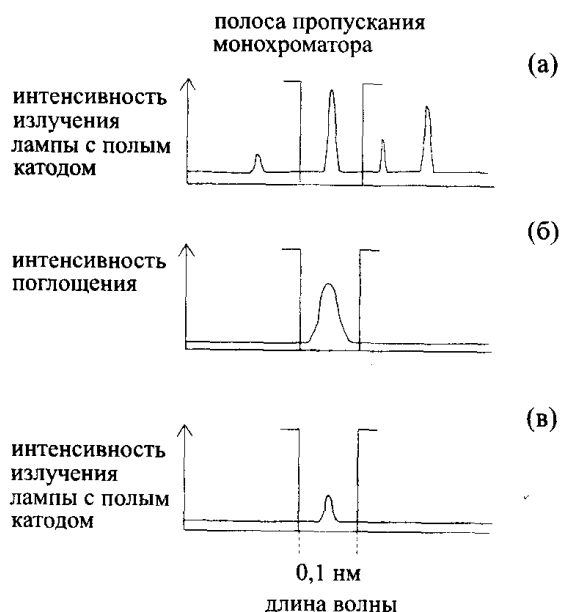 полоса пропускания
монохроматора
(а)
интенсивность
излучения
лампы с полым
катодом
(б)
интенсивность
поглощения
(в)
интенсивность
излучения
лампы с полым
катодом
0,1 нм
длина волны